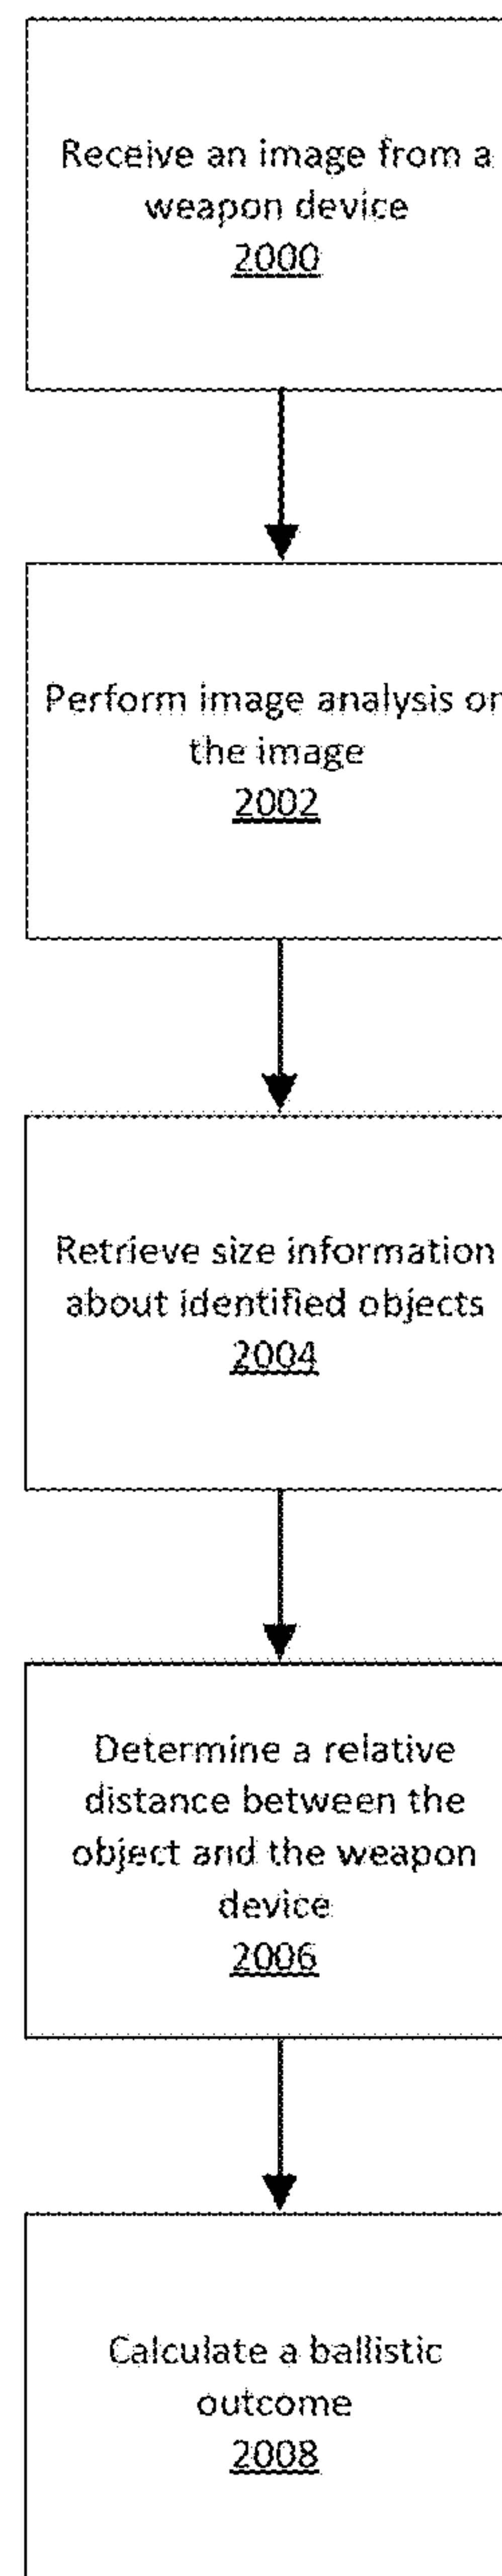 Receive an image from a
weapon device
2000
Perform image analysis on
the image
2002
Retrieve size information
about identified objects
2004
Determine a relative
distance between the
object and the weapon
device
2006
Calculate a ballistic
outcome
2008